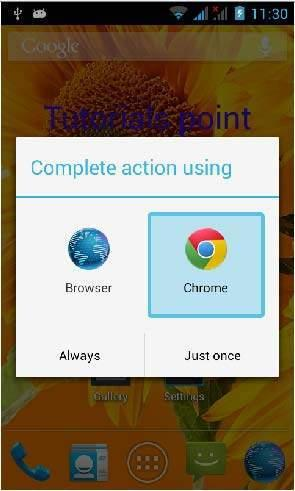 11:30
Google
Tutorials point
Complete action using
Browser
Chrome
Always
Just once
Gallery
Settings